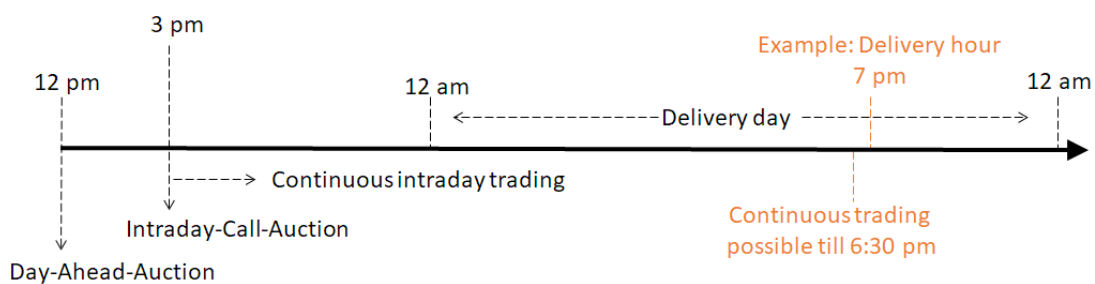 3 pm
Example: Delivery hour
7 pm
12 pm
12 am
12 am
Delivery day
Continuous intraday trading
Intraday-Call-Auction
Continuous trading
possible till 6:30 pm
Day-Ahead-Auction